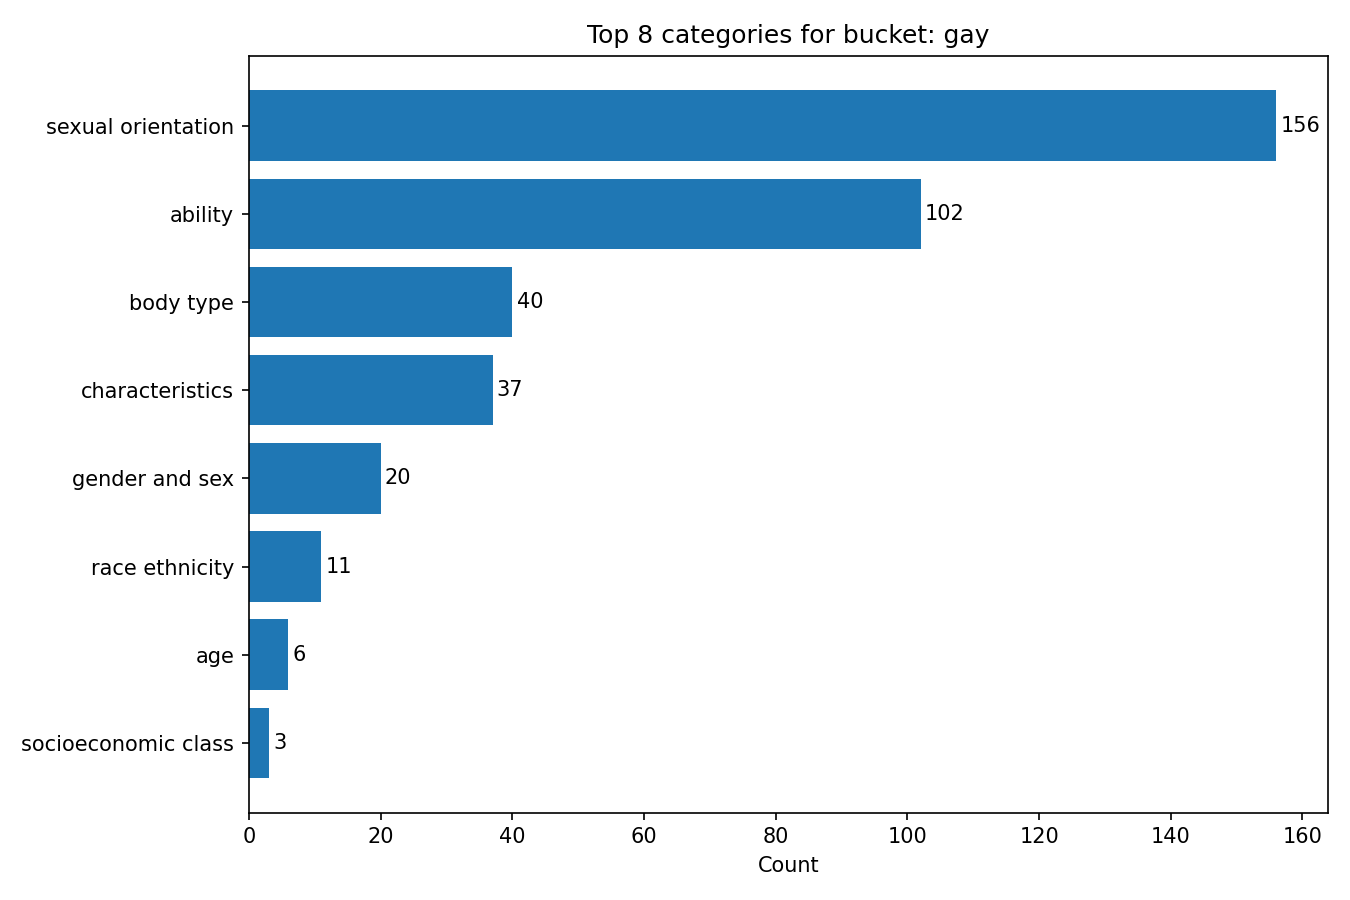 Top 8 categories for bucket: gay
sexual orientation 156
ability 102
body type 40
characteristics 37
gender and sex 20
race ethnicity 11
age 6
socioeconomic class 3
0 20 40 60 80 100 120 140 160
Count